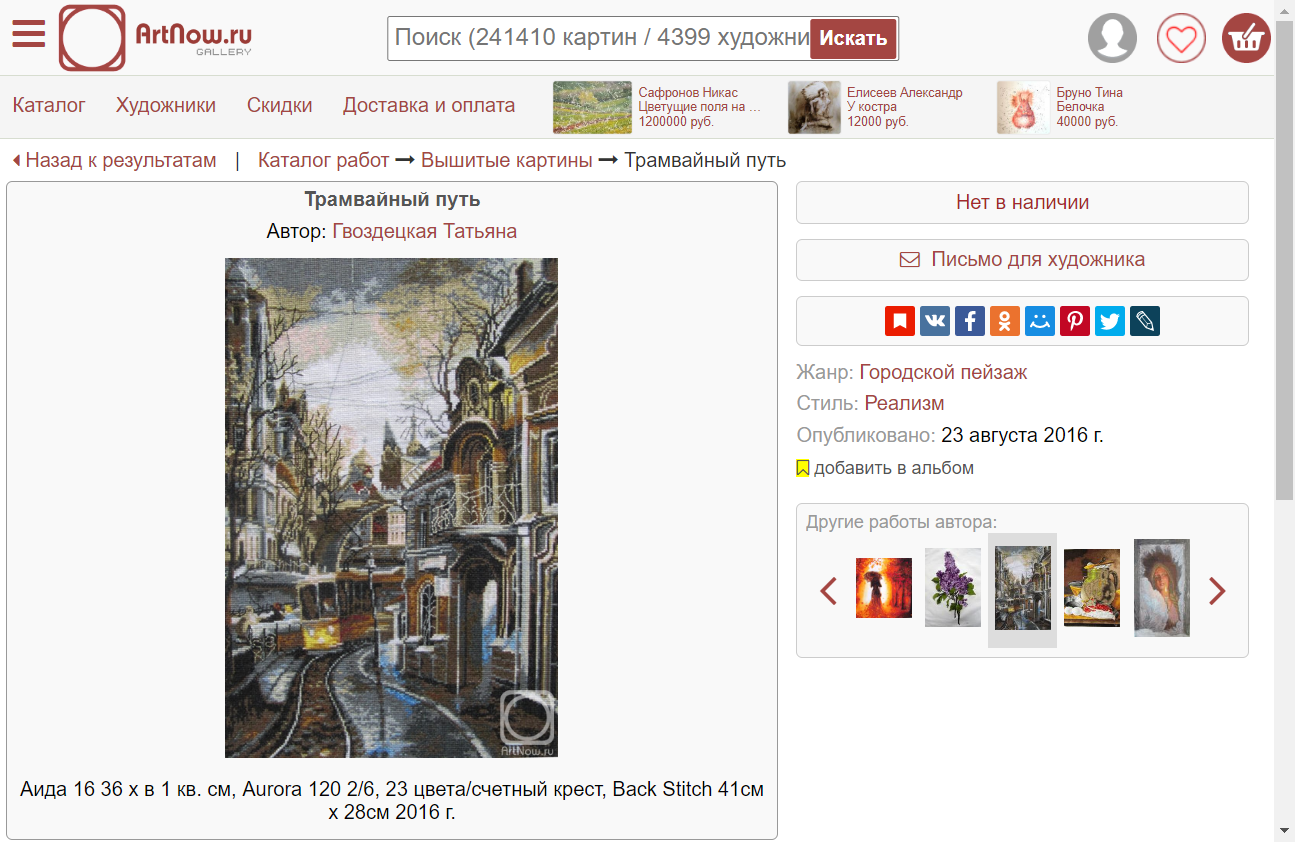 ArtNow.ru
GALLERY
Поиск (241410 картин / 4399 художни
Искать
Каталог
Художники
Скидки
Доставка и оплата
Сафронов Никас
Цветущие поля на ...
1200000 руб.
Елисеев Александр
У костра
12000 руб.
Бруно Тина
Белочка
40000 руб.
Назад к результатам | Каталог работ → Вышитые картины → Трамвайный путь
Трамвайный путь
Автор: Гвоздецкая Татьяна
ArtNow.ru
Аида 16 36 х в 1 кв. см, Aurora 120 2/6, 23 цвета/счетный крест, Back Stitch 41см
х 28см 2016 г.
Нет в наличии
Письмо для художника
Жанр: Городской пейзаж
Стиль: Реализм
Опубликовано: 23 августа 2016 г.
добавить в альбом
Другие работы автора: